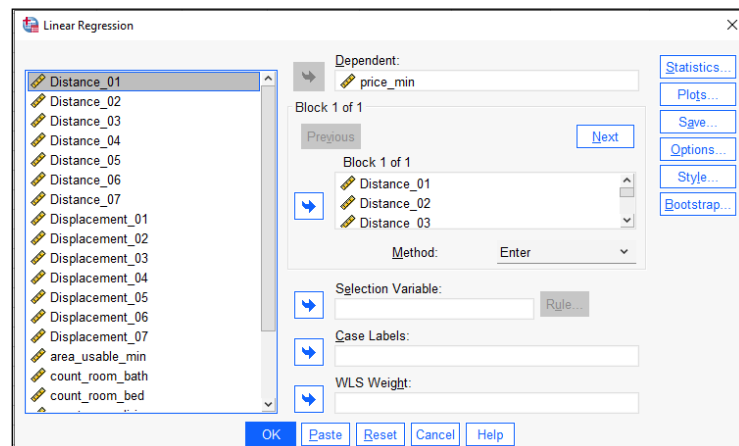 Linear Regression
Distance_01
Distance_02
Distance_03
Distance_04
Distance_05
Distance_06
Distance_07
Displacement_01
Displacement_02
Displacement_03
Displacement_04
Displacement_05
Displacement_06
Displacement_07
area_usable_min
count_room_bath
count_room_bed
Dependent:
price_min
Block 1 of 1
Previous
Next
Block 1 of 1
Distance_01
Distance_02
Distance_03
Method:
Enter
Selection Variable:
Rule...
Case Labels:
WLS Weight:
Statistics...
Plots...
Save...
Options...
Style...
Bootstrap...
OK
Paste
Reset
Cancel
Help